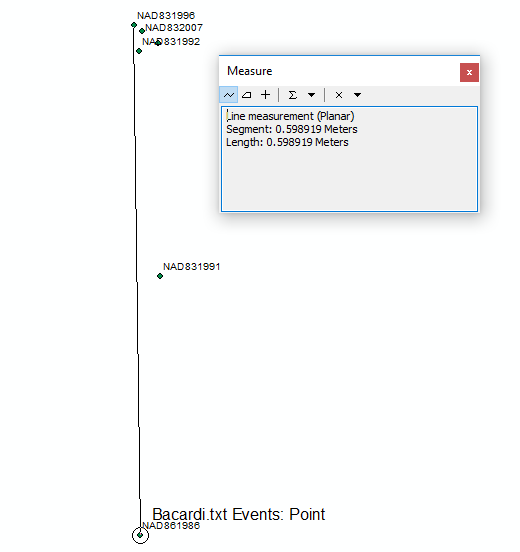 NAD831996
NAD832007
NAD831992
Measure
Line measurement (Planar)
Segment: 0.598919 Meters
Length: 0.598919 Meters
NAD831991
Bacardi.txt Events: Point
NAD861986